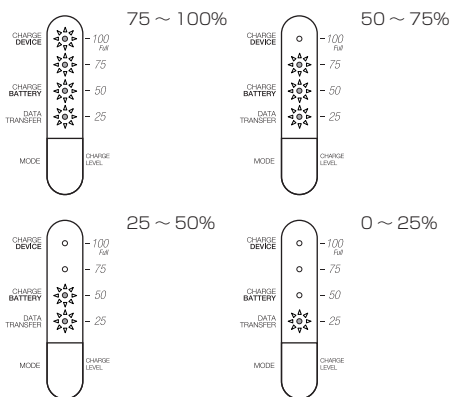 75 ~ 100%
CHARGE
DEVICE
100
Full
75
CHARGE
BATTERY
50
DATA
TRANSFER
25
MODE
CHARGE
LEVEL
50 ~ 75%
CHARGE
DEVICE
100
Full
75
CHARGE
BATTERY
50
DATA
TRANSFER
25
MODE
CHARGE
LEVEL
25 ~ 50%
CHARGE
DEVICE
100
Full
75
CHARGE
BATTERY
50
DATA
TRANSFER
25
MODE
CHARGE
LEVEL
0 ~ 25%
CHARGE
DEVICE
100
Full
75
CHARGE
BATTERY
50
DATA
TRANSFER
25
MODE
CHARGE
LEVEL